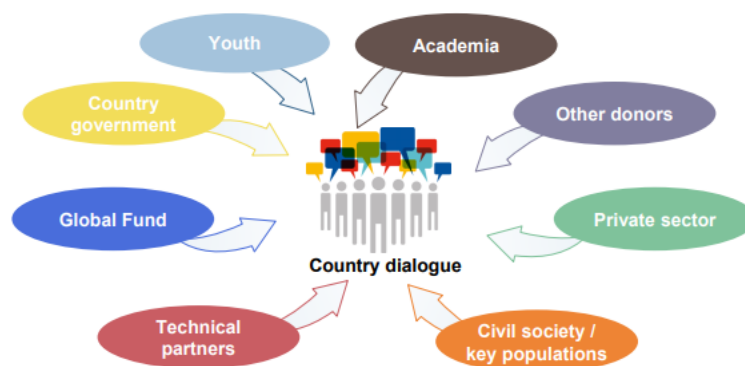 Youth
Academia
Country
government
Other donors
Global Fund
Private sector
Country dialogue
Technical
partners
Civil society /
key populations